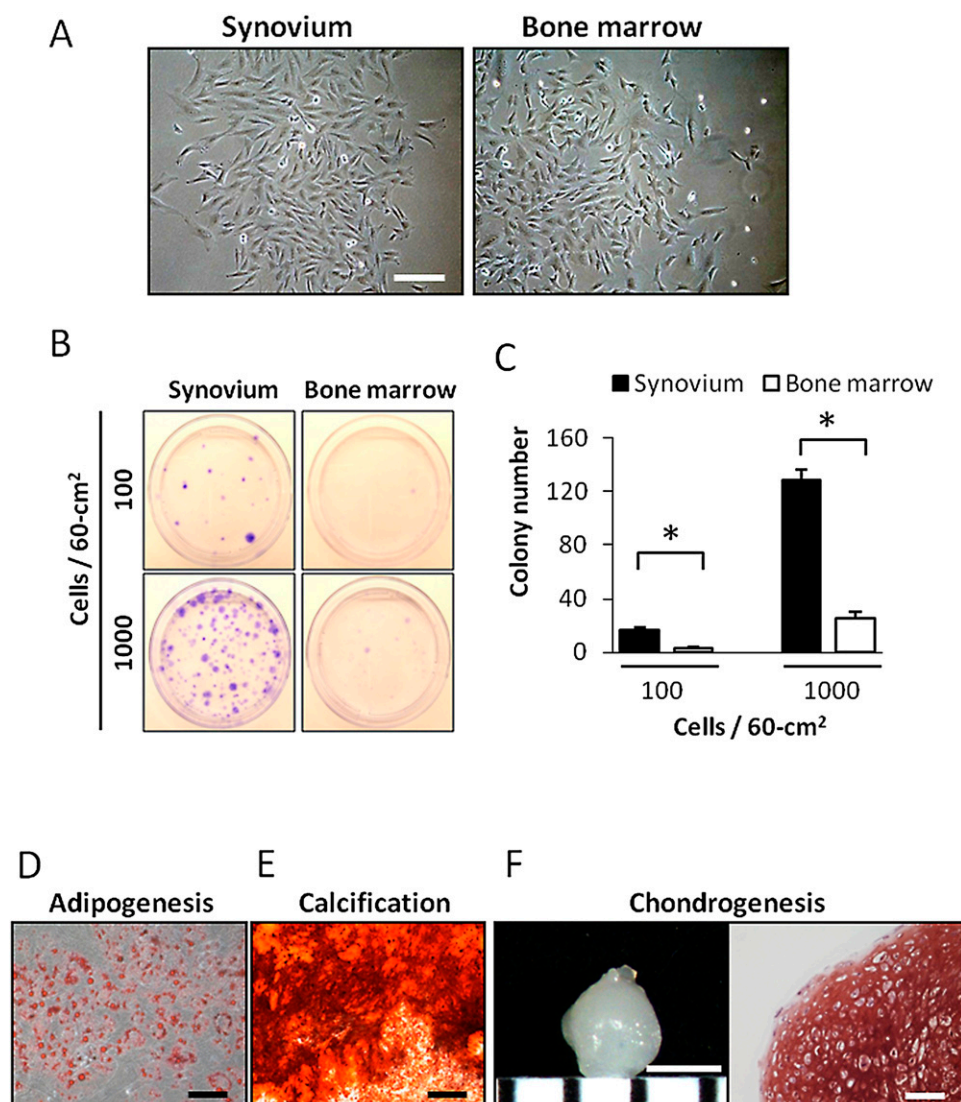 A
Synovium
Bone marrow
B
Synovium
Bone marrow
Cells / 60-cm²
100
1000
C
Synovium
Bone marrow
Colony number
160
120
80
40
0
*
*
100
1000
Cells / 60-cm²
D
Adipogenesis
E
Calcification
F
Chondrogenesis